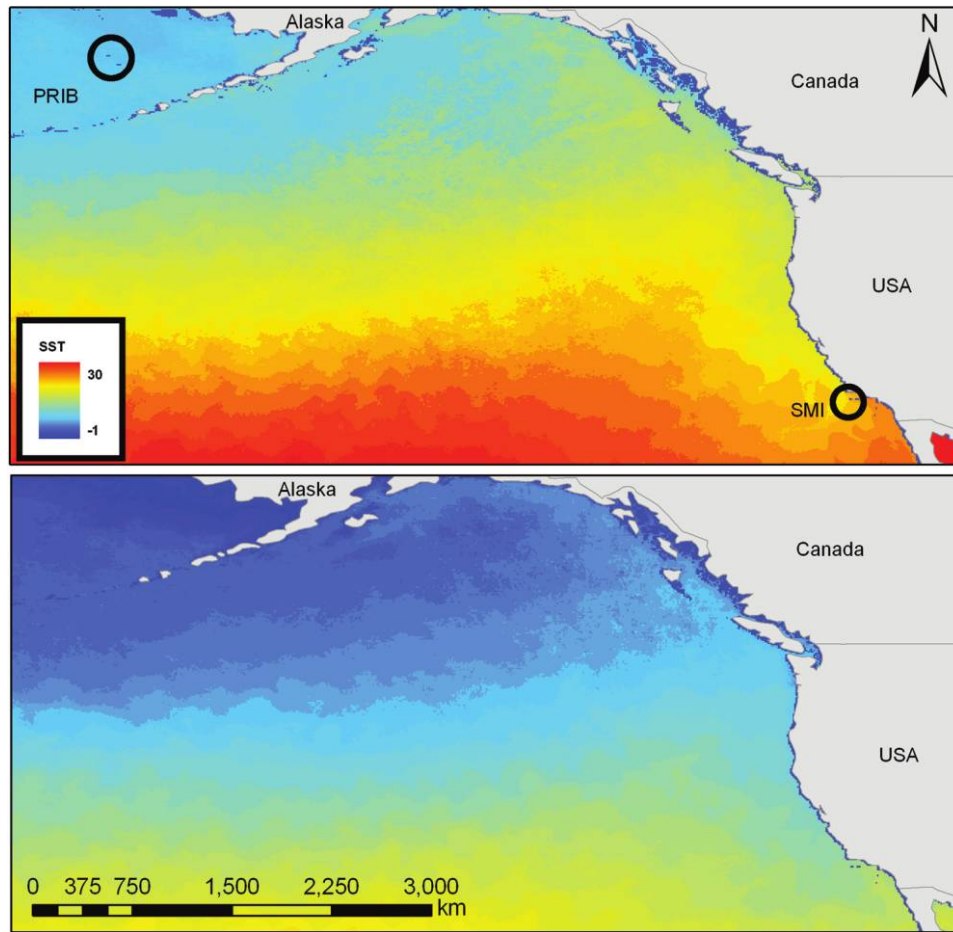 Alaska
N
Canada
PRIB
USA
SST
30
-1
SMI
Alaska
Canada
USA
0 375 750 1,500 2,250 3,000
km